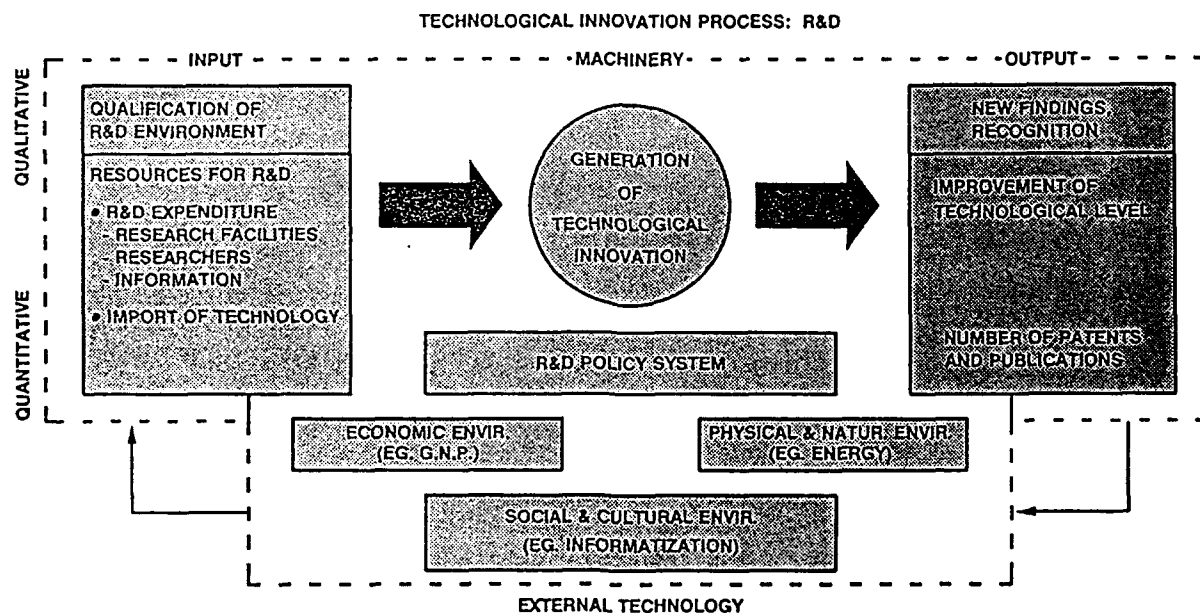 TECHNOLOGICAL INNOVATION PROCESS: R&D
INPUT
MACHINERY
OUTPUT
QUALITATIVE
QUANTITATIVE
QUALIFICATION OF
R&D ENVIRONMENT
RESOURCES FOR R&D
• R&D EXPENDITURE
- RESEARCH FACILITIES
- RESEARCHERS
- INFORMATION
• IMPORT OF TECHNOLOGY
GENERATION
OF
TECHNOLOGICAL
INNOVATION
NEW FINDINGS,
RECOGNITION
IMPROVEMENT OF
TECHNOLOGICAL LEVEL
NUMBER OF PATENTS
AND PUBLICATIONS
R&D POLICY SYSTEM
ECONOMIC ENVIR.
(EG. G.N.P.)
PHYSICAL & NATUR. ENVIR.
(EG. ENERGY)
SOCIAL & CULTURAL ENVIR.
(EG. INFORMATIZATION)
EXTERNAL TECHNOLOGY